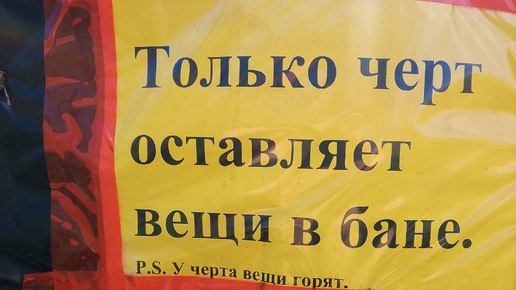 Только черт
оставляет
вещи в бане.
P.S. У черта вещи горят.